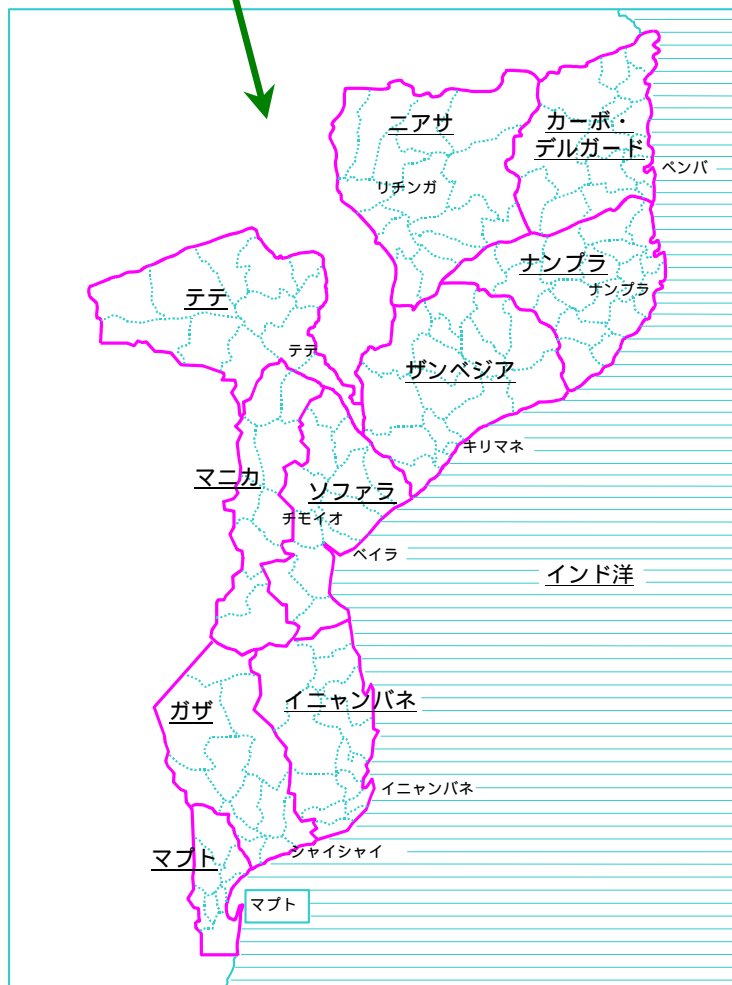 ニアサ
カーボ・
デルガード
ペンバ
リチンガ
ナンプラ
ナンプラ
テテ
テテ
ザンベジア
キリマネ
マニカ
ソファラ
チモイオ
ベイラ
インド洋
ガザ
イニャンバネ
イニャンバネ
マプト
シャイシャイ
マプト